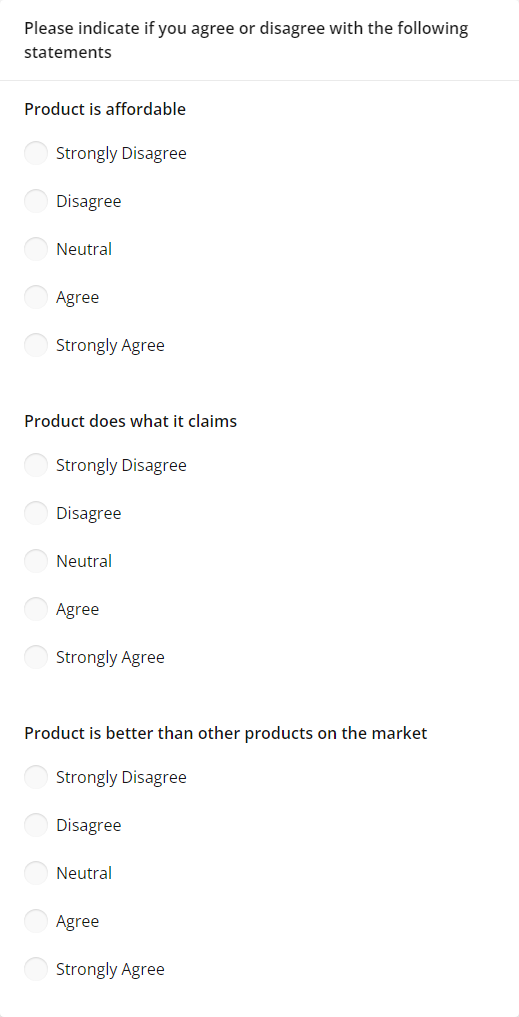 Please indicate if you agree or disagree with the following
statements
Product is affordable
Strongly Disagree
Disagree
Neutral
Agree
Strongly Agree
Product does what it claims
Strongly Disagree
Disagree
Neutral
Agree
Strongly Agree
Product is better than other products on the market
Strongly Disagree
Disagree
Neutral
Agree
Strongly Agree